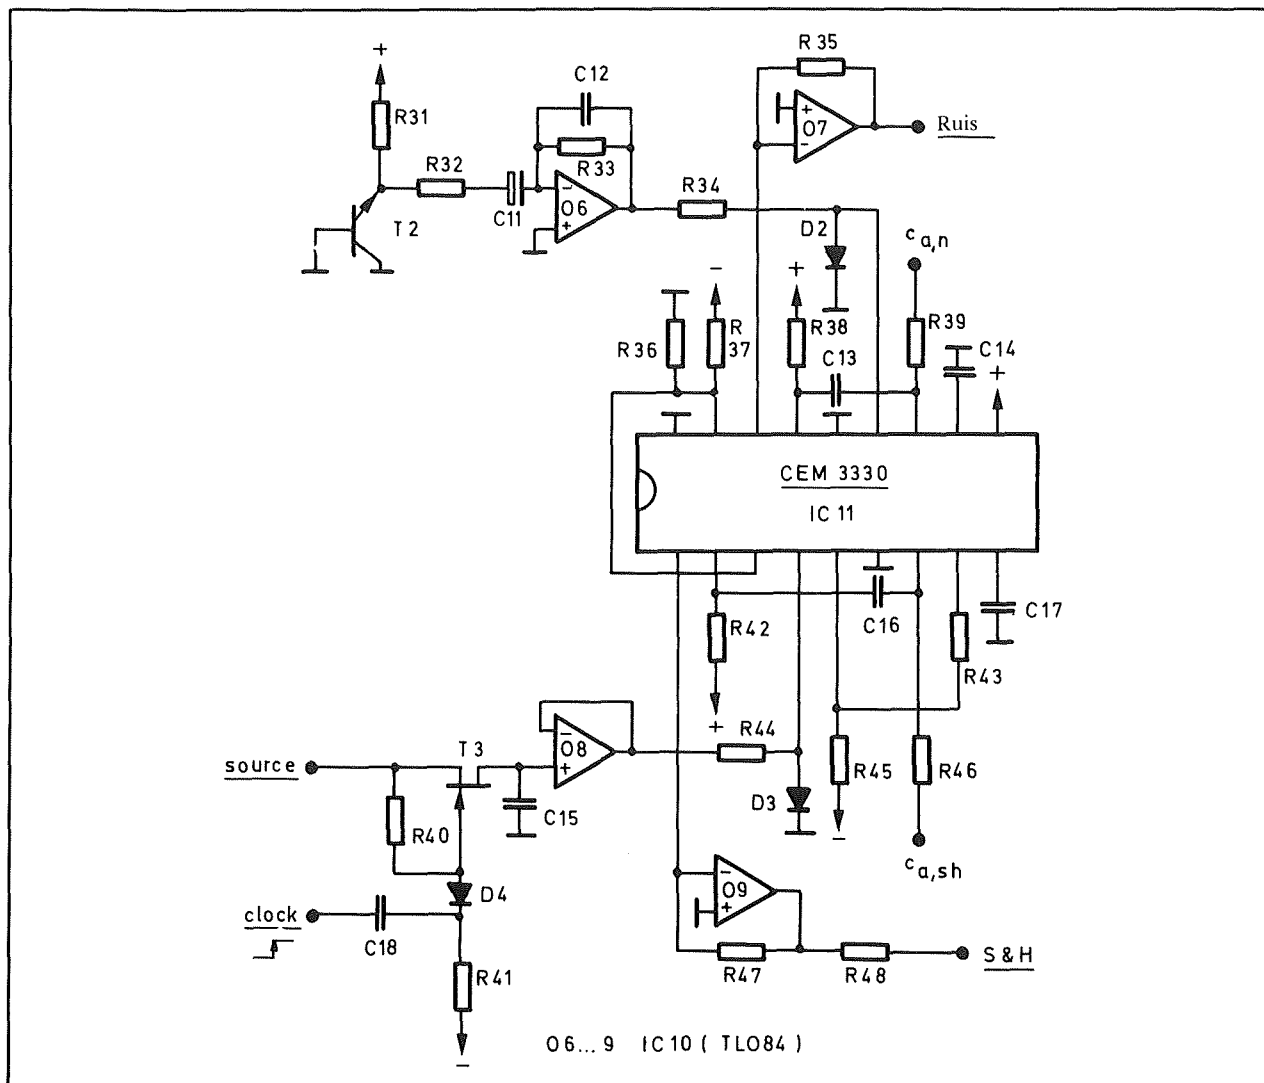 R35
+
C12
R31
+
O7
-
Ruis
R32
R33
R34
-
O6
+
C11
T2
D2
c a,n
-
+
R36
R
37
R38
R39
C13
C14
+
CEM 3330
IC 11
R42
C16
C17
R43
+
T3
-
O8
+
R44
source
R45
R46
C15
D3
R40
-
c a,sh
D4
-
O9
+
clock
C18
R47
R48
S & H
R41
-
O6...9 IC10 ( TL084 )